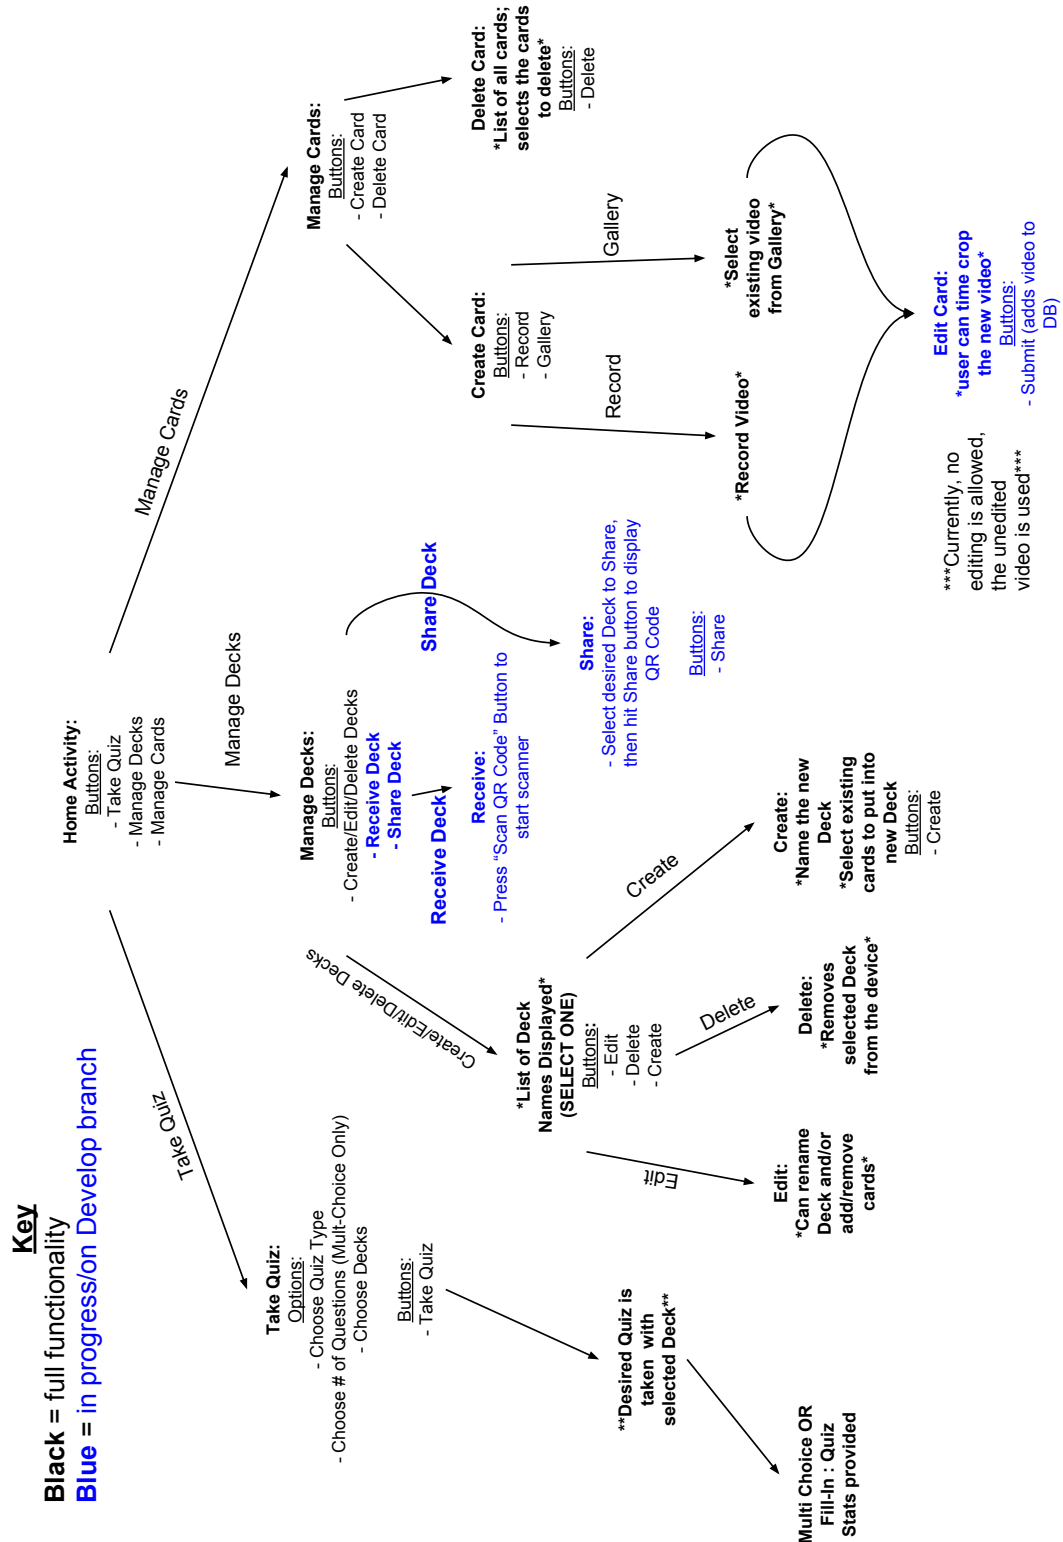 Key
Black = full functionality
Blue = in progress/on Develop branch
Home Activity:
Buttons:
- Take Quiz
- Manage Decks
- Manage Cards
Take Quiz
Manage Decks
Manage Cards
Take Quiz:
Options:
- Choose Quiz Type
- Choose # of Questions (Mult-Choice Only)
- Choose Decks
Buttons:
- Take Quiz
**Desired Quiz is
taken with
selected Deck**
Multi Choice OR
Fill-In : Quiz
Stats provided
Manage Decks:
Buttons:
- Create/Edit/Delete Decks
- Receive Deck
- Share Deck
Create/Edit/Delete Decks
Receive Deck
Share Deck
*List of Deck
Names Displayed*
(SELECT ONE)
Buttons:
- Edit
- Delete
- Create
Edit
Delete
Create
Edit:
*Can rename
Deck and/or
add/remove
cards*
Delete:
*Removes
selected Deck
from the device*
Create:
*Name the new
Deck
*Select existing
cards to put into
new Deck
Buttons:
- Create
Receive:
- Press “Scan QR Code” Button to
start scanner
Share:
- Select desired Deck to Share,
then hit Share button to display
QR Code
Buttons:
- Share
Manage Cards:
Buttons:
- Create Card
- Delete Card
Create Card:
Buttons:
- Record
- Gallery
Delete Card:
*List of all cards;
selects the cards
to delete*
Buttons:
- Delete
Record
Gallery
*Record Video*
*Select
existing video
from Gallery*
***Currently, no
editing is allowed,
the unedited
video is used***
Edit Card:
*user can time crop
the new video*
Buttons:
- Submit (adds video to
DB)